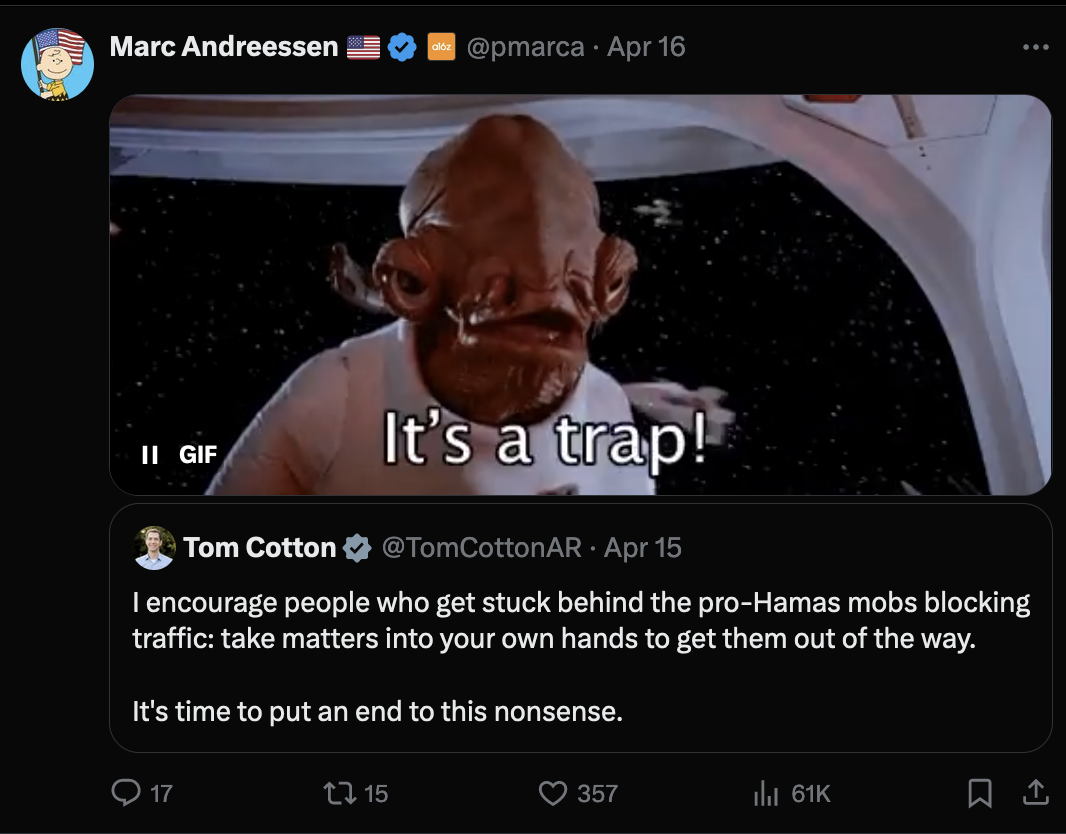 Marc Andreessen 🇺🇸 a16z @pmarca · Apr 16
It's a trap!
GIF
Tom Cotton @TomCottonAR · Apr 15
I encourage people who get stuck behind the pro-Hamas mobs blocking
traffic: take matters into your own hands to get them out of the way.
It's time to put an end to this nonsense.
17 15 357 61K